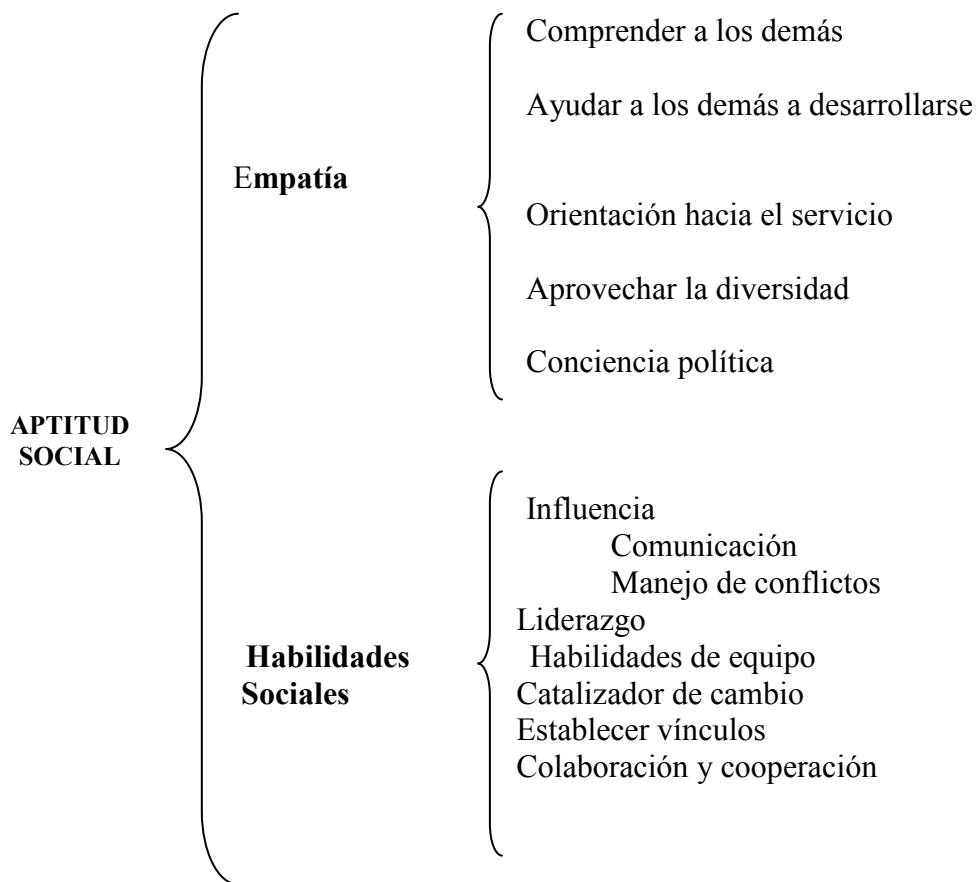 APTITUD
SOCIAL
Empatía
Comprender a los demás
Ayudar a los demás a desarrollarse
Orientación hacia el servicio
Aprovechar la diversidad
Conciencia política
Habilidades
Sociales
Influencia
Comunicación
Manejo de conflictos
Liderazgo
Habilidades de equipo
Catalizador de cambio
Establecer vínculos
Colaboración y cooperación